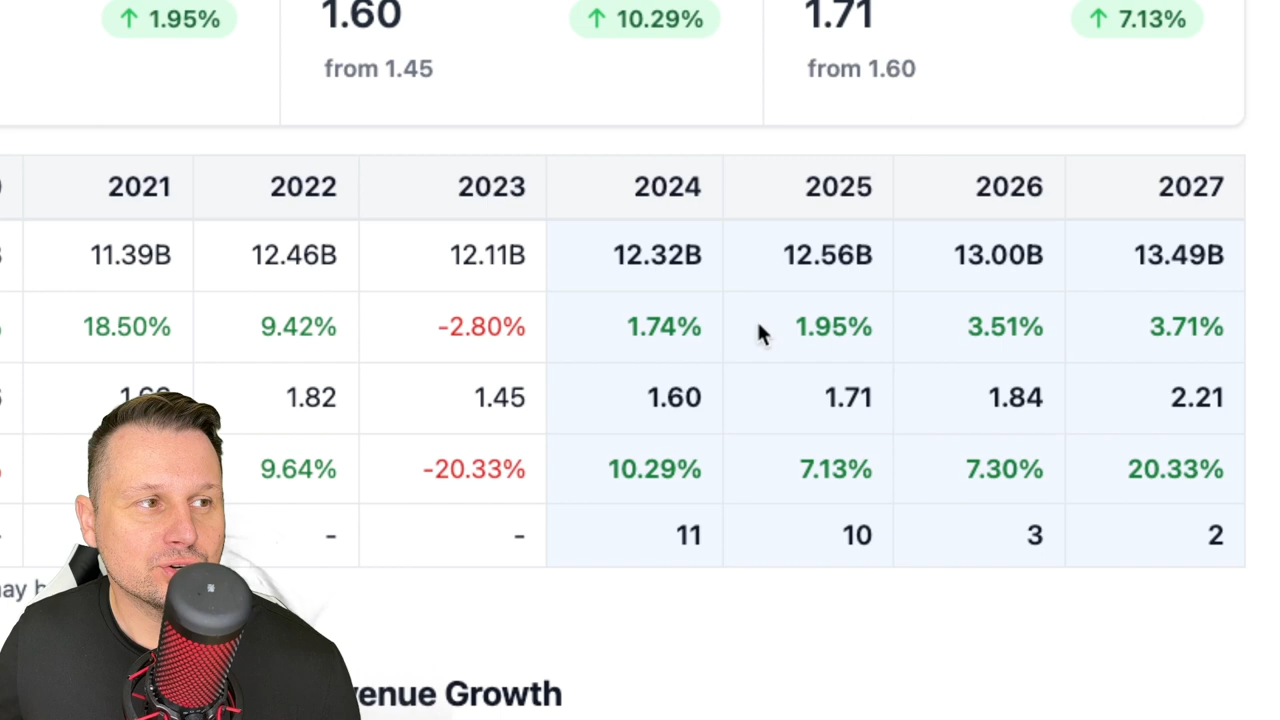 ↑ 1.95% 1.60 ↑ 10.29% 1.71 ↑ 7.13%
from 1.45 from 1.60
2021 2022 2023 2024 2025 2026 2027
11.39B 12.46B 12.11B 12.32B 12.56B 13.00B 13.49B
18.50% 9.42% -2.80% 1.74% 1.95% 3.51% 3.71%
1.82 1.45 1.60 1.71 1.84 2.21
9.64% -20.33% 10.29% 7.13% 7.30% 20.33%
- - 11 10 3 2
Growth